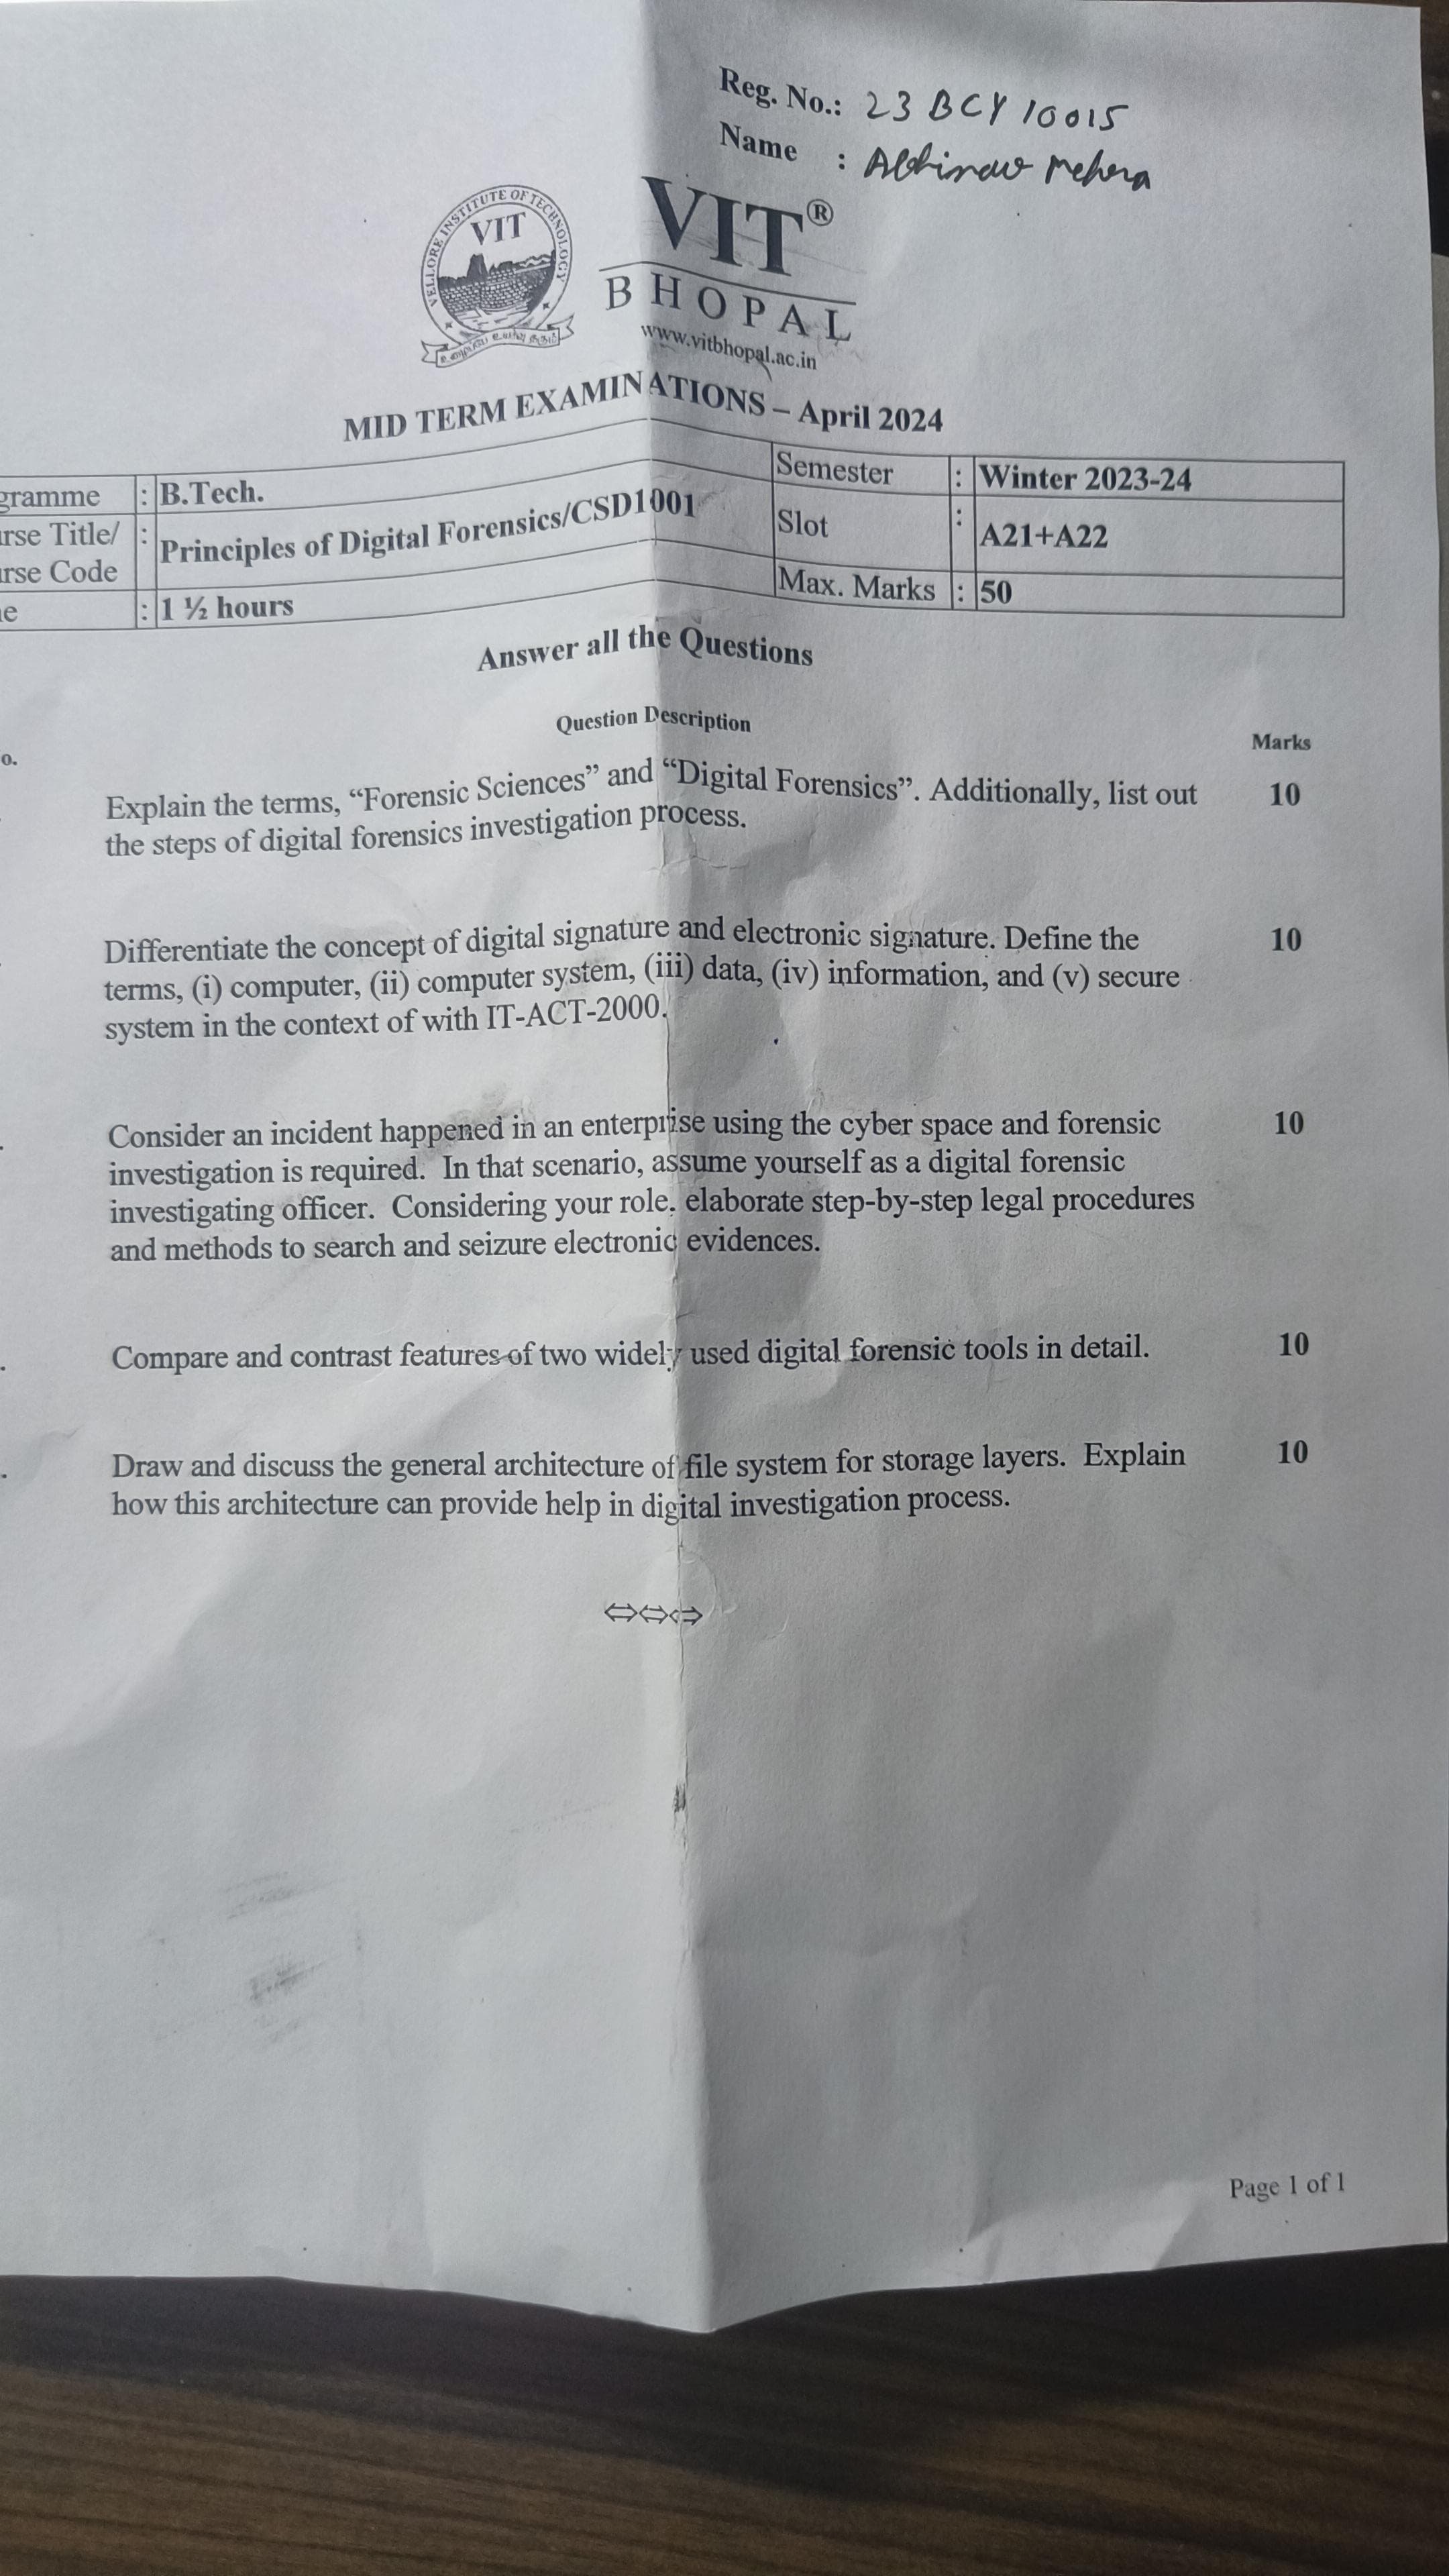 Reg. No.: 23 BCY 10015
Name : Abhinav Mehra
VELLORE INSTITUTE OF TECHNOLOGY
VIT
VIT®
BHOPAL
www.vitbhopal.ac.in
MID TERM EXAMINATIONS – April 2024
gramme : B.Tech. Semester : Winter 2023-24
rse Title/ : Principles of Digital Forensics/CSD1001 Slot : A21+A22
rse Code
e : 1 ½ hours Max. Marks : 50
Answer all the Questions
Question Description
o. Marks
Explain the terms, “Forensic Sciences” and “Digital Forensics”. Additionally, list out 10
the steps of digital forensics investigation process.
Differentiate the concept of digital signature and electronic signature. Define the 10
terms, (i) computer, (ii) computer system, (iii) data, (iv) information, and (v) secure
system in the context of with IT-ACT-2000.
Consider an incident happened in an enterprise using the cyber space and forensic 10
investigation is required. In that scenario, assume yourself as a digital forensic
investigating officer. Considering your role, elaborate step-by-step legal procedures
and methods to search and seizure electronic evidences.
Compare and contrast features of two widely used digital forensic tools in detail. 10
Draw and discuss the general architecture of file system for storage layers. Explain 10
how this architecture can provide help in digital investigation process.
⇔⇔⇔
Page 1 of 1